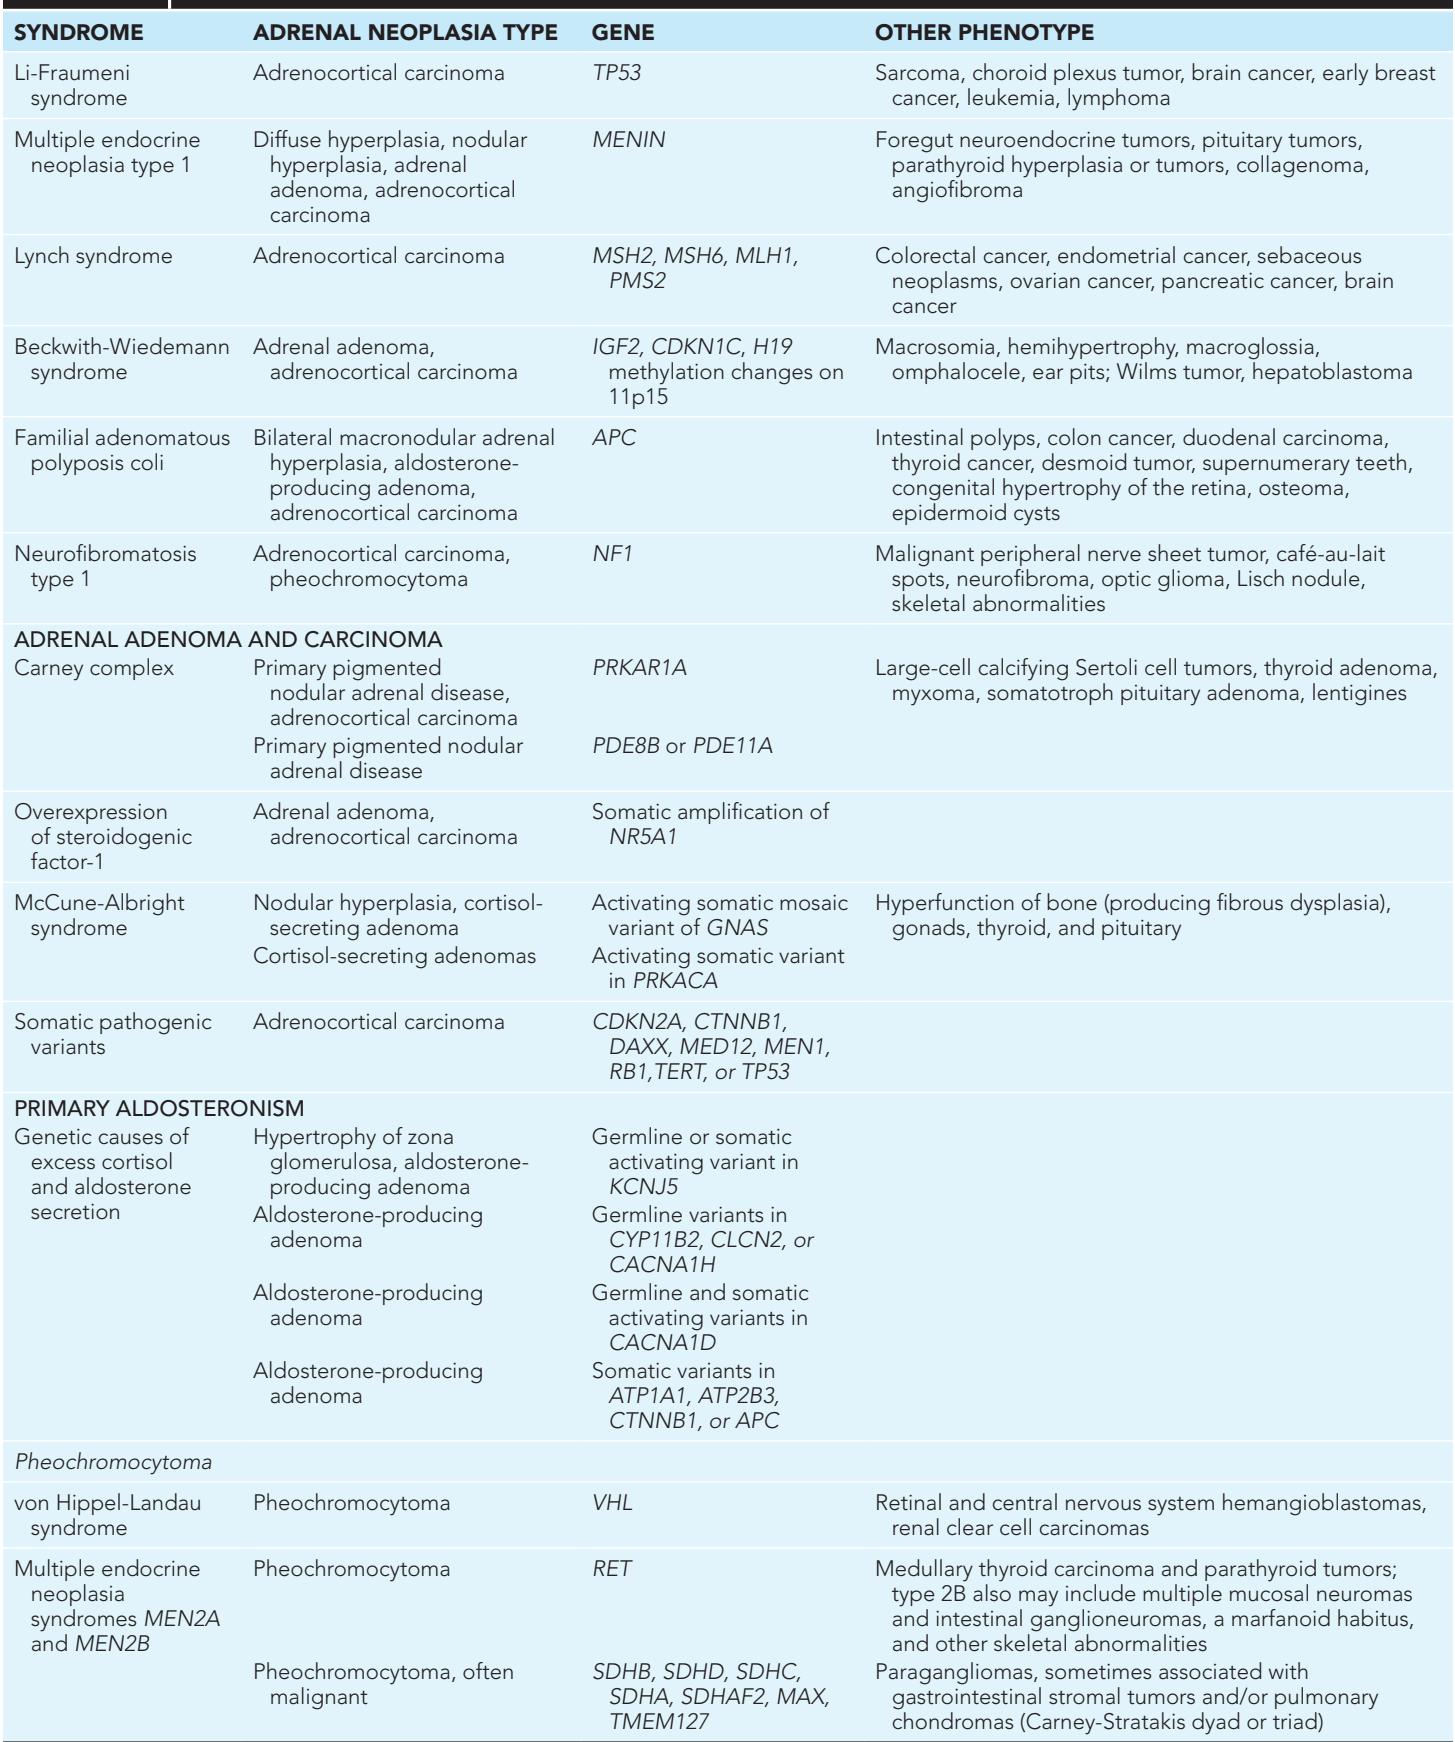 SYNDROME ADRENAL NEOPLASIA TYPE GENE OTHER PHENOTYPE
Li-Fraumeni Adrenocortical carcinoma TP53 Sarcoma, choroid plexus tumor, brain cancer, early breast
syndrome cancer, leukemia, lymphoma
Multiple endocrine Diffuse hyperplasia, nodular MENIN Foregut neuroendocrine tumors, pituitary tumors,
neoplasia type 1 hyperplasia, adrenal parathyroid hyperplasia or tumors, collagenoma,
adenoma, adrenocortical angiofibroma
carcinoma
Lynch syndrome Adrenocortical carcinoma MSH2, MSH6, MLH1, Colorectal cancer, endometrial cancer, sebaceous
PMS2 neoplasms, ovarian cancer, pancreatic cancer, brain
cancer
Beckwith-Wiedemann Adrenal adenoma, IGF2, CDKN1C, H19 Macrosomia, hemihypertrophy, macroglossia,
syndrome adrenocortical carcinoma methylation changes on omphalocele, ear pits; Wilms tumor, hepatoblastoma
11p15
Familial adenomatous Bilateral macronodular adrenal APC Intestinal polyps, colon cancer, duodenal carcinoma,
polyposis coli hyperplasia, aldosterone- thyroid cancer, desmoid tumor, supernumerary teeth,
producing adenoma, congenital hypertrophy of the retina, osteoma,
adrenocortical carcinoma epidermoid cysts
Neurofibromatosis Adrenocortical carcinoma, NF1 Malignant peripheral nerve sheet tumor, café-au-lait
type 1 pheochromocytoma spots, neurofibroma, optic glioma, Lisch nodule,
skeletal abnormalities
ADRENAL ADENOMA AND CARCINOMA
Carney complex Primary pigmented PRKAR1A Large-cell calcifying Sertoli cell tumors, thyroid adenoma,
nodular adrenal disease, myxoma, somatotroph pituitary adenoma, lentigines
adrenocortical carcinoma
Primary pigmented nodular PDE8B or PDE11A
adrenal disease
Overexpression Adrenal adenoma, Somatic amplification of
of steroidogenic adrenocortical carcinoma NR5A1
factor-1
McCune-Albright Nodular hyperplasia, cortisol- Activating somatic mosaic Hyperfunction of bone (producing fibrous dysplasia),
syndrome secreting adenoma variant of GNAS gonads, thyroid, and pituitary
Cortisol-secreting adenomas Activating somatic variant
in PRKACA
Somatic pathogenic Adrenocortical carcinoma CDKN2A, CTNNB1,
variants DAXX, MED12, MEN1,
RB1,TERT, or TP53
PRIMARY ALDOSTERONISM
Genetic causes of Hypertrophy of zona Germline or somatic
excess cortisol glomerulosa, aldosterone- activating variant in
and aldosterone producing adenoma KCNJ5
secretion Aldosterone-producing Germline variants in
adenoma CYP11B2, CLCN2, or
CACNA1H
Aldosterone-producing Germline and somatic
adenoma activating variants in
CACNA1D
Aldosterone-producing Somatic variants in
adenoma ATP1A1, ATP2B3,
CTNNB1, or APC
Pheochromocytoma
von Hippel-Landau Pheochromocytoma VHL Retinal and central nervous system hemangioblastomas,
syndrome renal clear cell carcinomas
Multiple endocrine Pheochromocytoma RET Medullary thyroid carcinoma and parathyroid tumors;
neoplasia type 2B also may include multiple mucosal neuromas
syndromes MEN2A and intestinal ganglioneuromas, a marfanoid habitus,
and MEN2B and other skeletal abnormalities
Pheochromocytoma, often SDHB, SDHD, SDHC, Paragangliomas, sometimes associated with
malignant SDHA, SDHAF2, MAX, gastrointestinal stromal tumors and/or pulmonary
TMEM127 chondromas (Carney-Stratakis dyad or triad)